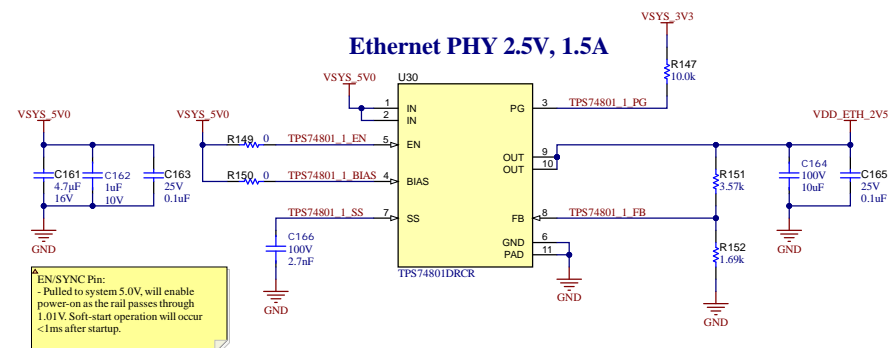 Ethernet PHY 2.5V, 1.5A
VSYS_3V3
R147
10.0k
VSYS_5V0
U30
1 IN
2 IN
PG 3 TPS74801_1_PG
VSYS_5V0
VSYS_5V0
VDD_ETH_2V5
R149 0 TPS74801_1_EN 5 EN
OUT 9
OUT 10
C161
4.7µF
16V
C162
1uF
10V
C163
25V
0.1uF
R150 0 TPS74801_1_BIAS 4 BIAS
R151
3.57k
C164
100V
10uF
C165
25V
0.1uF
TPS74801_1_SS 7 SS
FB 8 TPS74801_1_FB
GND
C166
100V
2.7nF
GND 6
PAD 11
R152
1.69k
GND
TPS74801DRCR
GND
GND
GND
EN/SYNC Pin:
- Pulled to system 5.0V, will enable
power-on as the rail passes through
1.01V. Soft-start operation will occur
<1ms after startup.